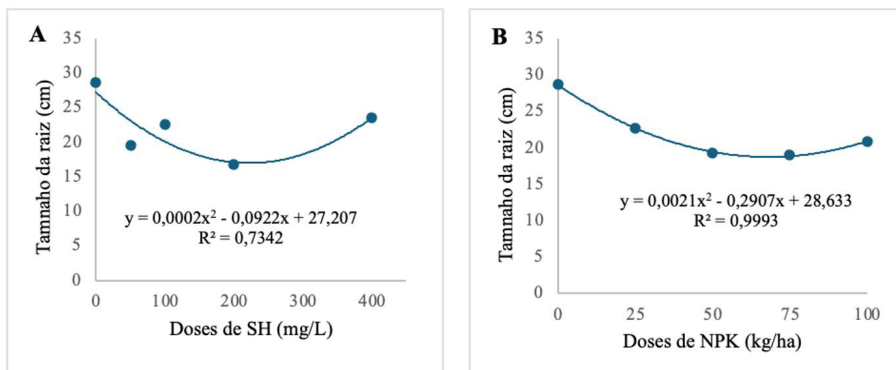 A
Tamnaho da raiz (cm)
35
30
25
20
15
10
5
0
y = 0,0002x² - 0,0922x + 27,207
R² = 0,7342
0 100 200 300 400
Doses de SH (mg/L)
B
Tamnaho da raiz (cm)
35
30
25
20
15
10
5
0
y = 0,0021x² - 0,2907x + 28,633
R² = 0,9993
0 25 50 75 100
Doses de NPK (kg/ha)